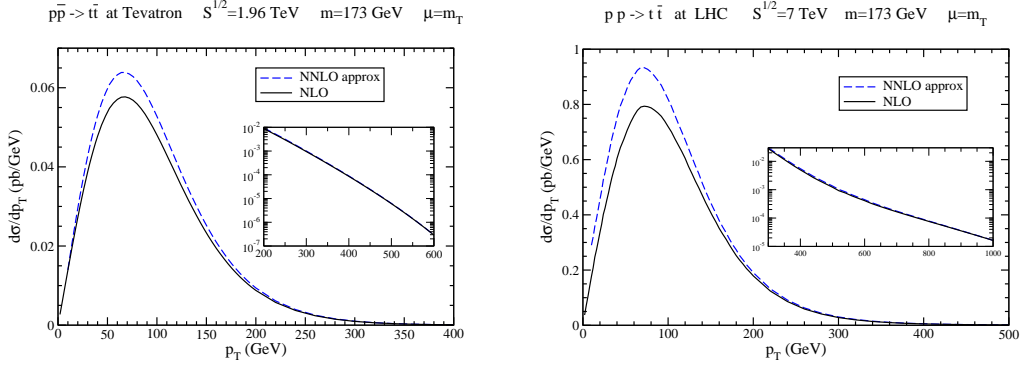 pp̅ -> tt̅ at Tevatron S^1/2=1.96 TeV m=173 GeV μ=m_T
0.06
0.04
0.02
0
dσ/dp_T (pb/GeV)
NNLO approx
NLO
10^-2
10^-3
10^-4
10^-5
10^-6
10^-7
200 300 400 500 600
0 50 100 150 200 250 300 350 400
p_T (GeV)
p p -> t t̅ at LHC S^1/2=7 TeV m=173 GeV μ=m_T
1
0.8
0.6
0.4
0.2
0
dσ/dp_T (pb/GeV)
NNLO approx
NLO
10^-2
10^-3
10^-4
10^-5
400 600 800 1000
0 100 200 300 400 500
p_T (GeV)